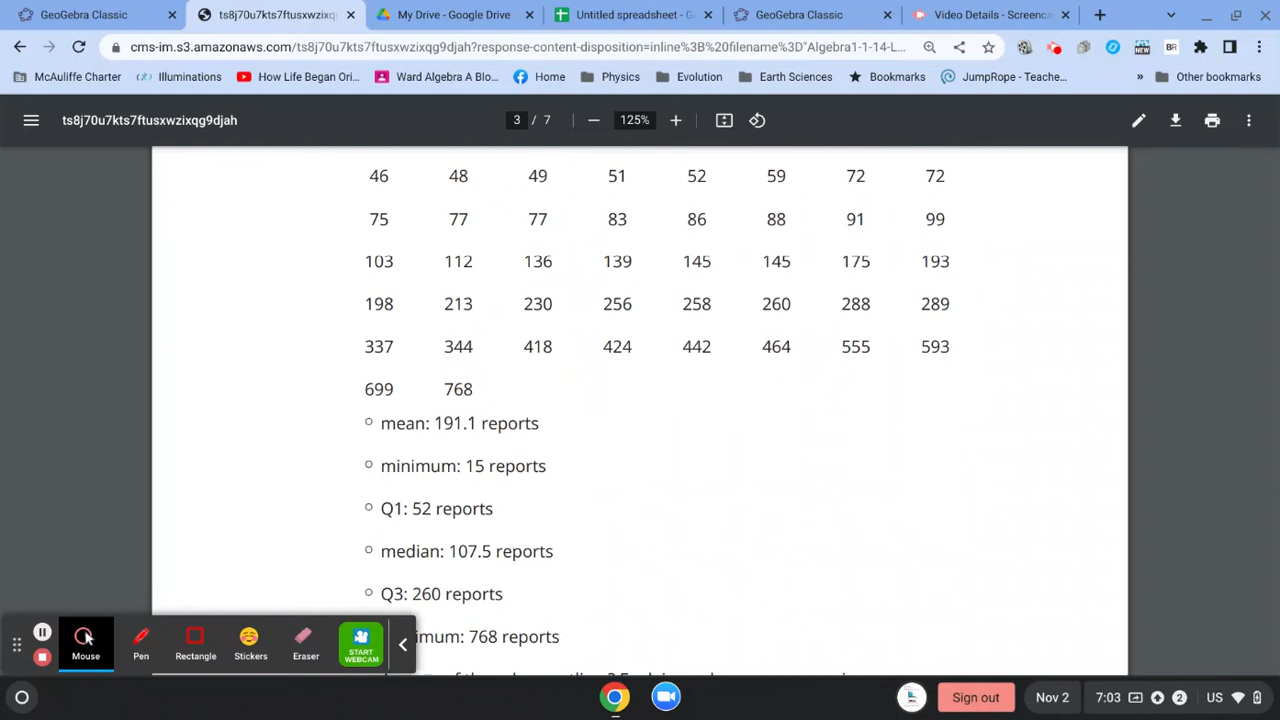 GeoGebra Classic
ts8j70u7kts7ftusxwzixq
My Drive - Google Drive
Untitled spreadsheet - G
GeoGebra Classic
Video Details - Screenca
cms-im.s3.amazonaws.com/ts8j70u7kts7ftusxwzixqg9djah?response-content-disposition=inline%3B%20filename%3D"Algebra1-1-14-L...
McAuliffe Charter
Illuminations
How Life Began Ori...
Ward Algebra A Blo...
Home
Physics
Evolution
Earth Sciences
Bookmarks
JumpRope - Teache...
»
Other bookmarks
ts8j70u7kts7ftusxwzixqg9djah
3 / 7
125%
46 48 49 51 52 59 72 72
75 77 77 83 86 88 91 99
103 112 136 139 145 145 175 193
198 213 230 256 258 260 288 289
337 344 418 424 442 464 555 593
699 768
mean: 191.1 reports
minimum: 15 reports
Q1: 52 reports
median: 107.5 reports
Q3: 260 reports
imum: 768 reports
Mouse
Pen
Rectangle
Stickers
Eraser
START WEBCAM
Sign out
Nov 2
7:03
2
US